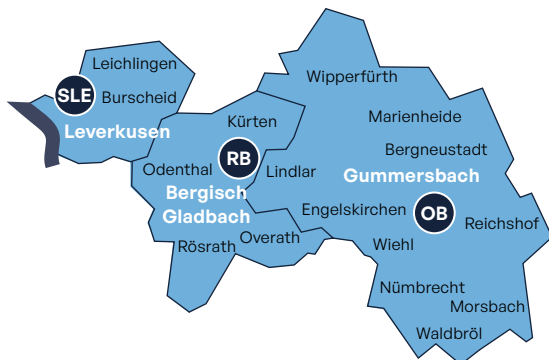 Leichlingen
SLE
Burscheid
Leverkusen
Wipperfürth
Kürten
Marienheide
Bergneustadt
Odenthal
RB
Lindlar
Gummersbach
Bergisch
Gladbach
Engelskirchen
OB
Reichshof
Rösrath
Overath
Wiehl
Nümbrecht
Morsbach
Waldbröl